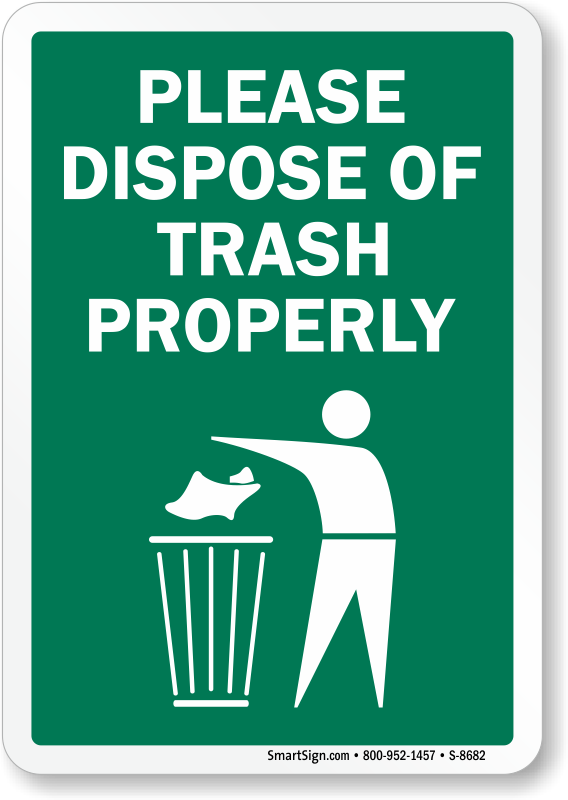 PLEASE
DISPOSE OF
TRASH
PROPERLY
SmartSign.com • 800-952-1457 • S-8682